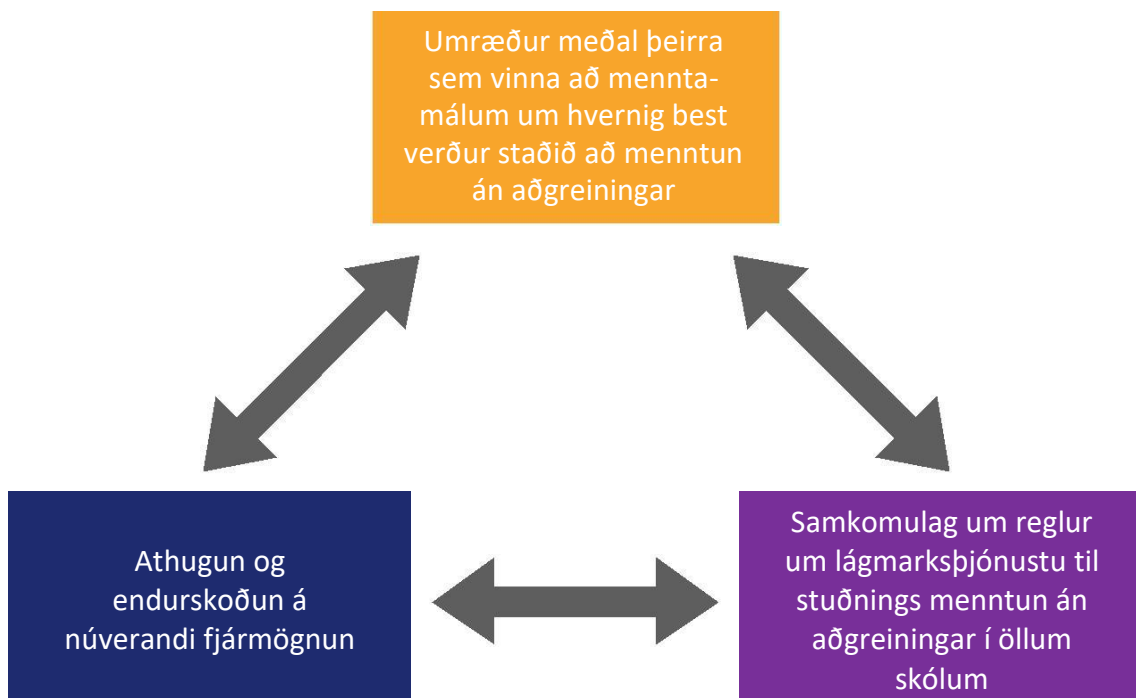 Umræður meðal þeirra
sem vinna að mennta-
málum um hvernig best
verður staðið að menntun
án aðgreiningar
Athugun og
endurskoðun á
núverandi fjármögnun
Samkomulag um reglur
um lágmarksþjónustu til
stuðnings menntun án
aðgreiningar í öllum
skólum